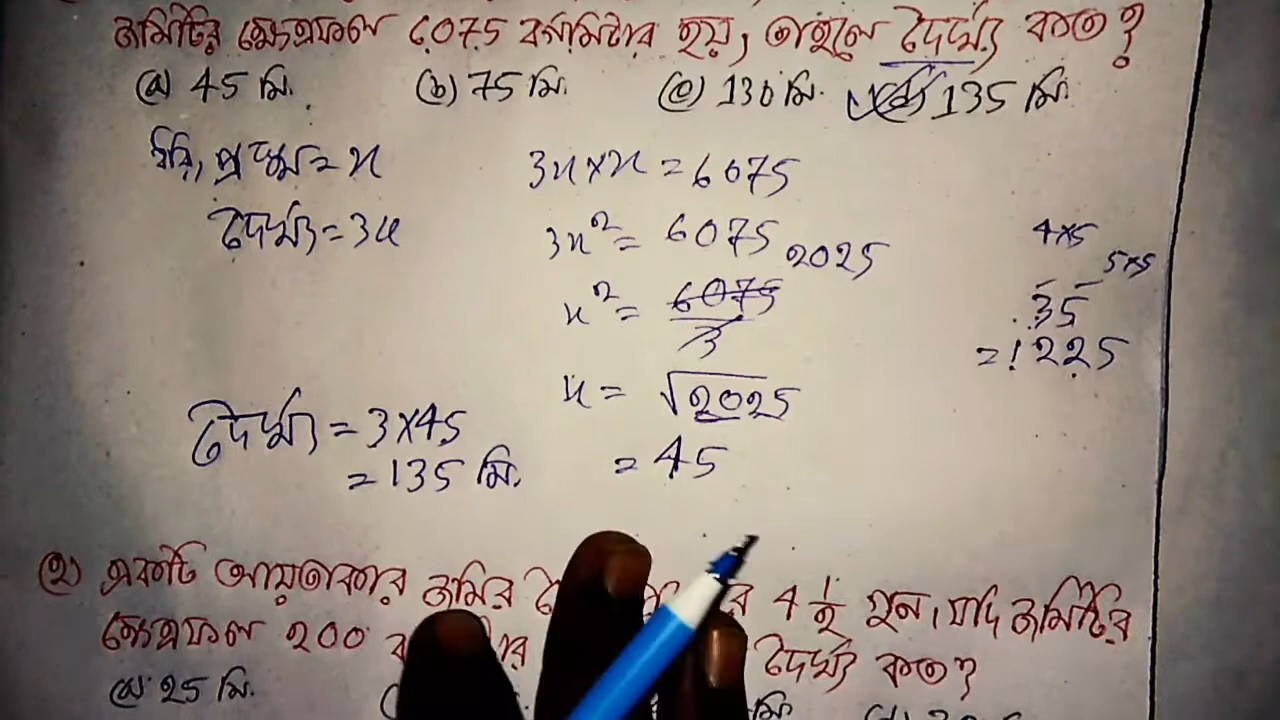 জমিটির ক্ষেত্রফল 6075 বর্গমিটার হয়, তাহলে দৈর্ঘ্য কত?
(a) 45 মি. (b) 75 মি. (c) 130 মি. (d) 135 মি.
ধরি, প্রস্থ = x
দৈর্ঘ্য = 3x
3x × x = 6075
3x² = 6075
x² = 6075/3 2025
x = √2025
= 45
4×5
5×5
35
= 1225
দৈর্ঘ্য = 3×45
= 135 মি.
(২) একটি আয়তাকার জমির 4 1/2 গুন। যদি জমিটির
ক্ষেত্রফল 200 দৈর্ঘ্য কত?
(a) 25 মি. মি.